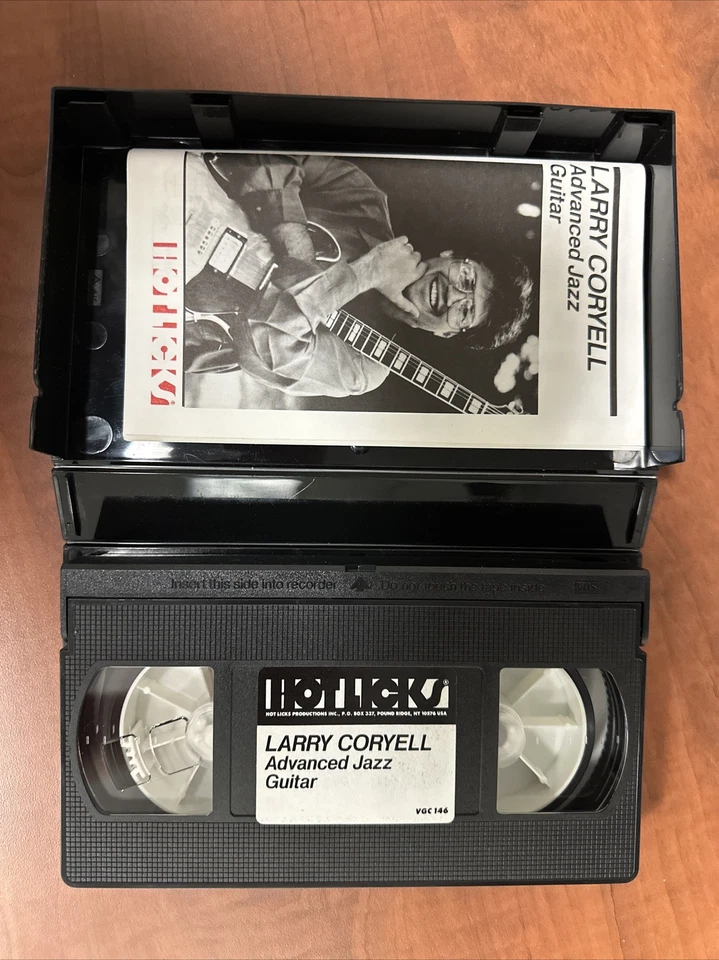 LARRY CORYELL
Advanced Jazz
Guitar
HOT LICKS®
Insert this side into recorder
Do not touch the tape inside
VHS
HOT LICKS®
HOT LICKS PRODUCTIONS INC., P.O. BOX 337, POUND RIDGE, NY 10576 USA
LARRY CORYELL
Advanced Jazz
Guitar
VGC 146